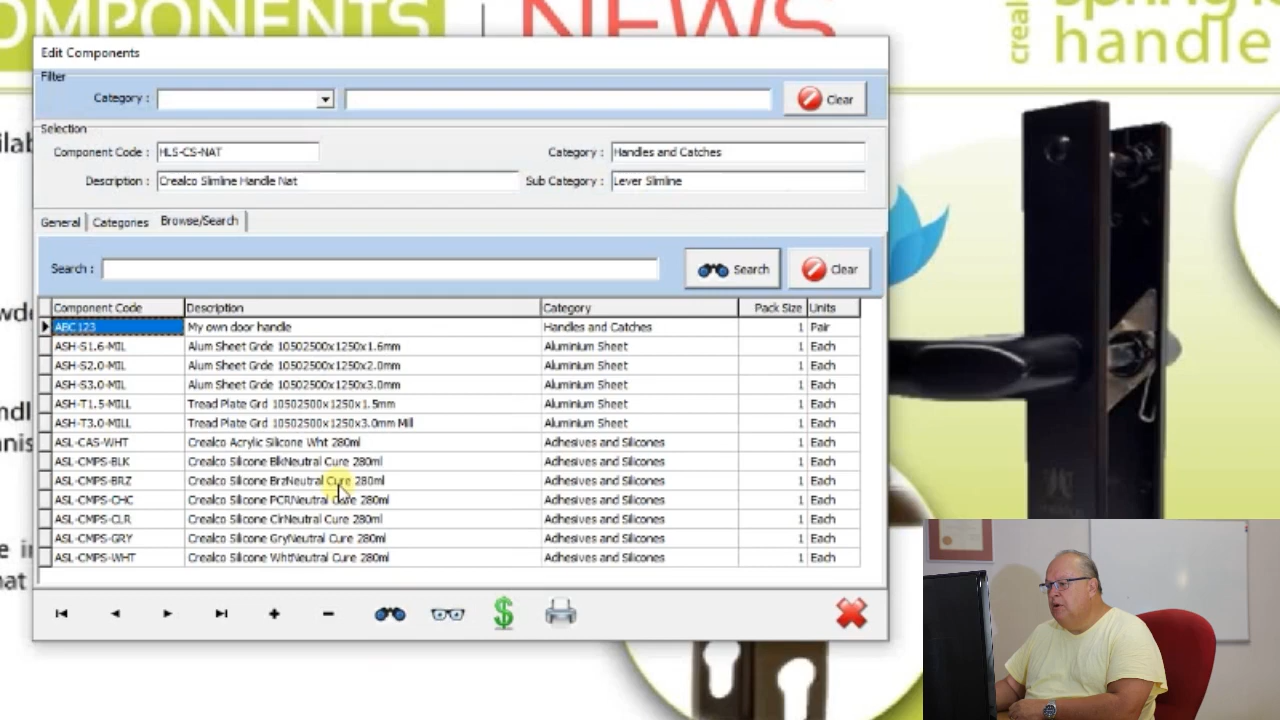 OMPONENTS | NEWS
creal
spring l
handle
Edit Components
Filter
Category :
Clear
Selection
Component Code : HLS-CS-NAT Category : Handles and Catches
Description : Crealco Slimline Handle Nat Sub Category : Lever Slimline
General Categories Browse/Search
Search : Search Clear
Component Code Description Category Pack Size Units
ABC123 My own door handle Handles and Catches 1 Pair
ASH-S1.6-MIL Alum Sheet Grde 10502500x1250x1.6mm Aluminium Sheet 1 Each
ASH-S2.0-MIL Alum Sheet Grde 10502500x1250x2.0mm Aluminium Sheet 1 Each
ASH-S3.0-MIL Alum Sheet Grde 10502500x1250x3.0mm Aluminium Sheet 1 Each
ASH-T1.5-MILL Tread Plate Grd 10502500x1250x1.5mm Aluminium Sheet 1 Each
ASH-T3.0-MILL Tread Plate Grd 10502500x1250x3.0mm Mill Aluminium Sheet 1 Each
ASL-CAS-WHT Crealco Acrylic Silicone Wht 280ml Adhesives and Silicones 1 Each
ASL-CMPS-BLK Crealco Silicone BlkNeutral Cure 280ml Adhesives and Silicones 1 Each
ASL-CMPS-BRZ Crealco Silicone BrzNeutral Cure 280ml Adhesives and Silicones 1 Each
ASL-CMPS-CHC Crealco Silicone PCRNeutral Cure 280ml Adhesives and Silicones 1 Each
ASL-CMPS-CLR Crealco Silicone ClrNeutral Cure 280ml Adhesives and Silicones 1 Each
ASL-CMPS-GRY Crealco Silicone GryNeutral Cure 280ml Adhesives and Silicones 1 Each
ASL-CMPS-WHT Crealco Silicone WhtNeutral Cure 280ml Adhesives and Silicones 1 Each